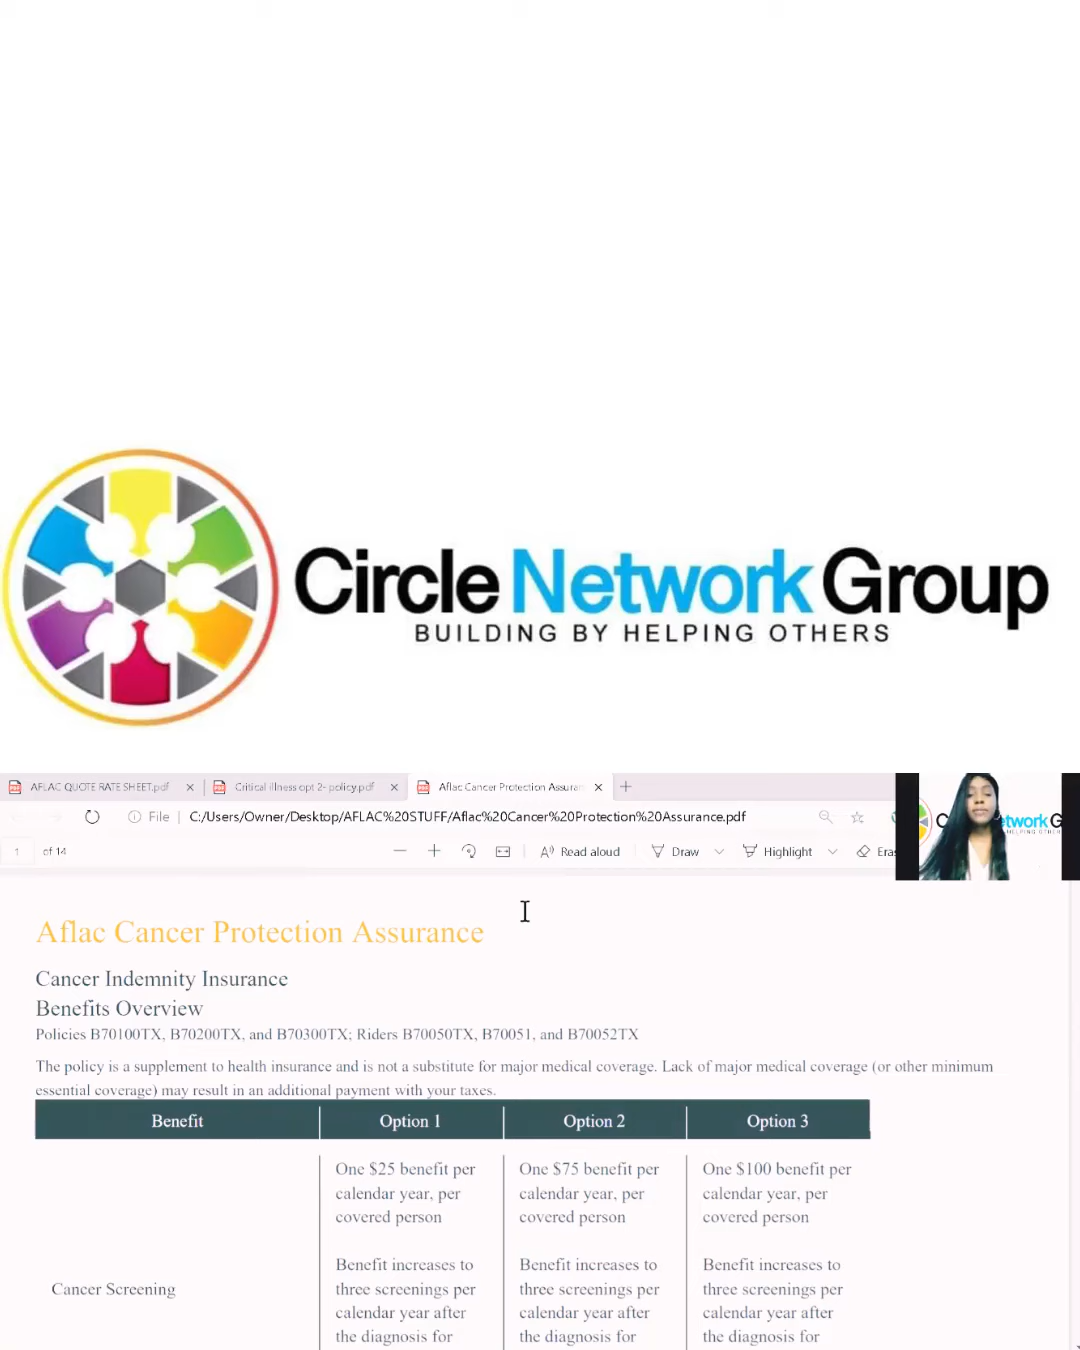 Circle Network Group
BUILDING BY HELPING OTHERS
AFLAC QUOTE RATE SHEET.pdf
Critical illness opt 2- policy.pdf
Aflac Cancer Protection Assuran
File
C:/Users/Owner/Desktop/AFLAC%20STUFF/Aflac%20Cancer%20Protection%20Assurance.pdf
1 of 14
Read aloud
Draw
Highlight
Eras
C
twork G
HELPING OTH
Aflac Cancer Protection Assurance
Cancer Indemnity Insurance
Benefits Overview
Policies B70100TX, B70200TX, and B70300TX; Riders B70050TX, B70051, and B70052TX
The policy is a supplement to health insurance and is not a substitute for major medical coverage. Lack of major medical coverage (or other minimum
essential coverage) may result in an additional payment with your taxes.
Benefit
Option 1
Option 2
Option 3
Cancer Screening
One $25 benefit per
calendar year, per
covered person
Benefit increases to
three screenings per
calendar year after
the diagnosis for
One $75 benefit per
calendar year, per
covered person
Benefit increases to
three screenings per
calendar year after
the diagnosis for
One $100 benefit per
calendar year, per
covered person
Benefit increases to
three screenings per
calendar year after
the diagnosis for